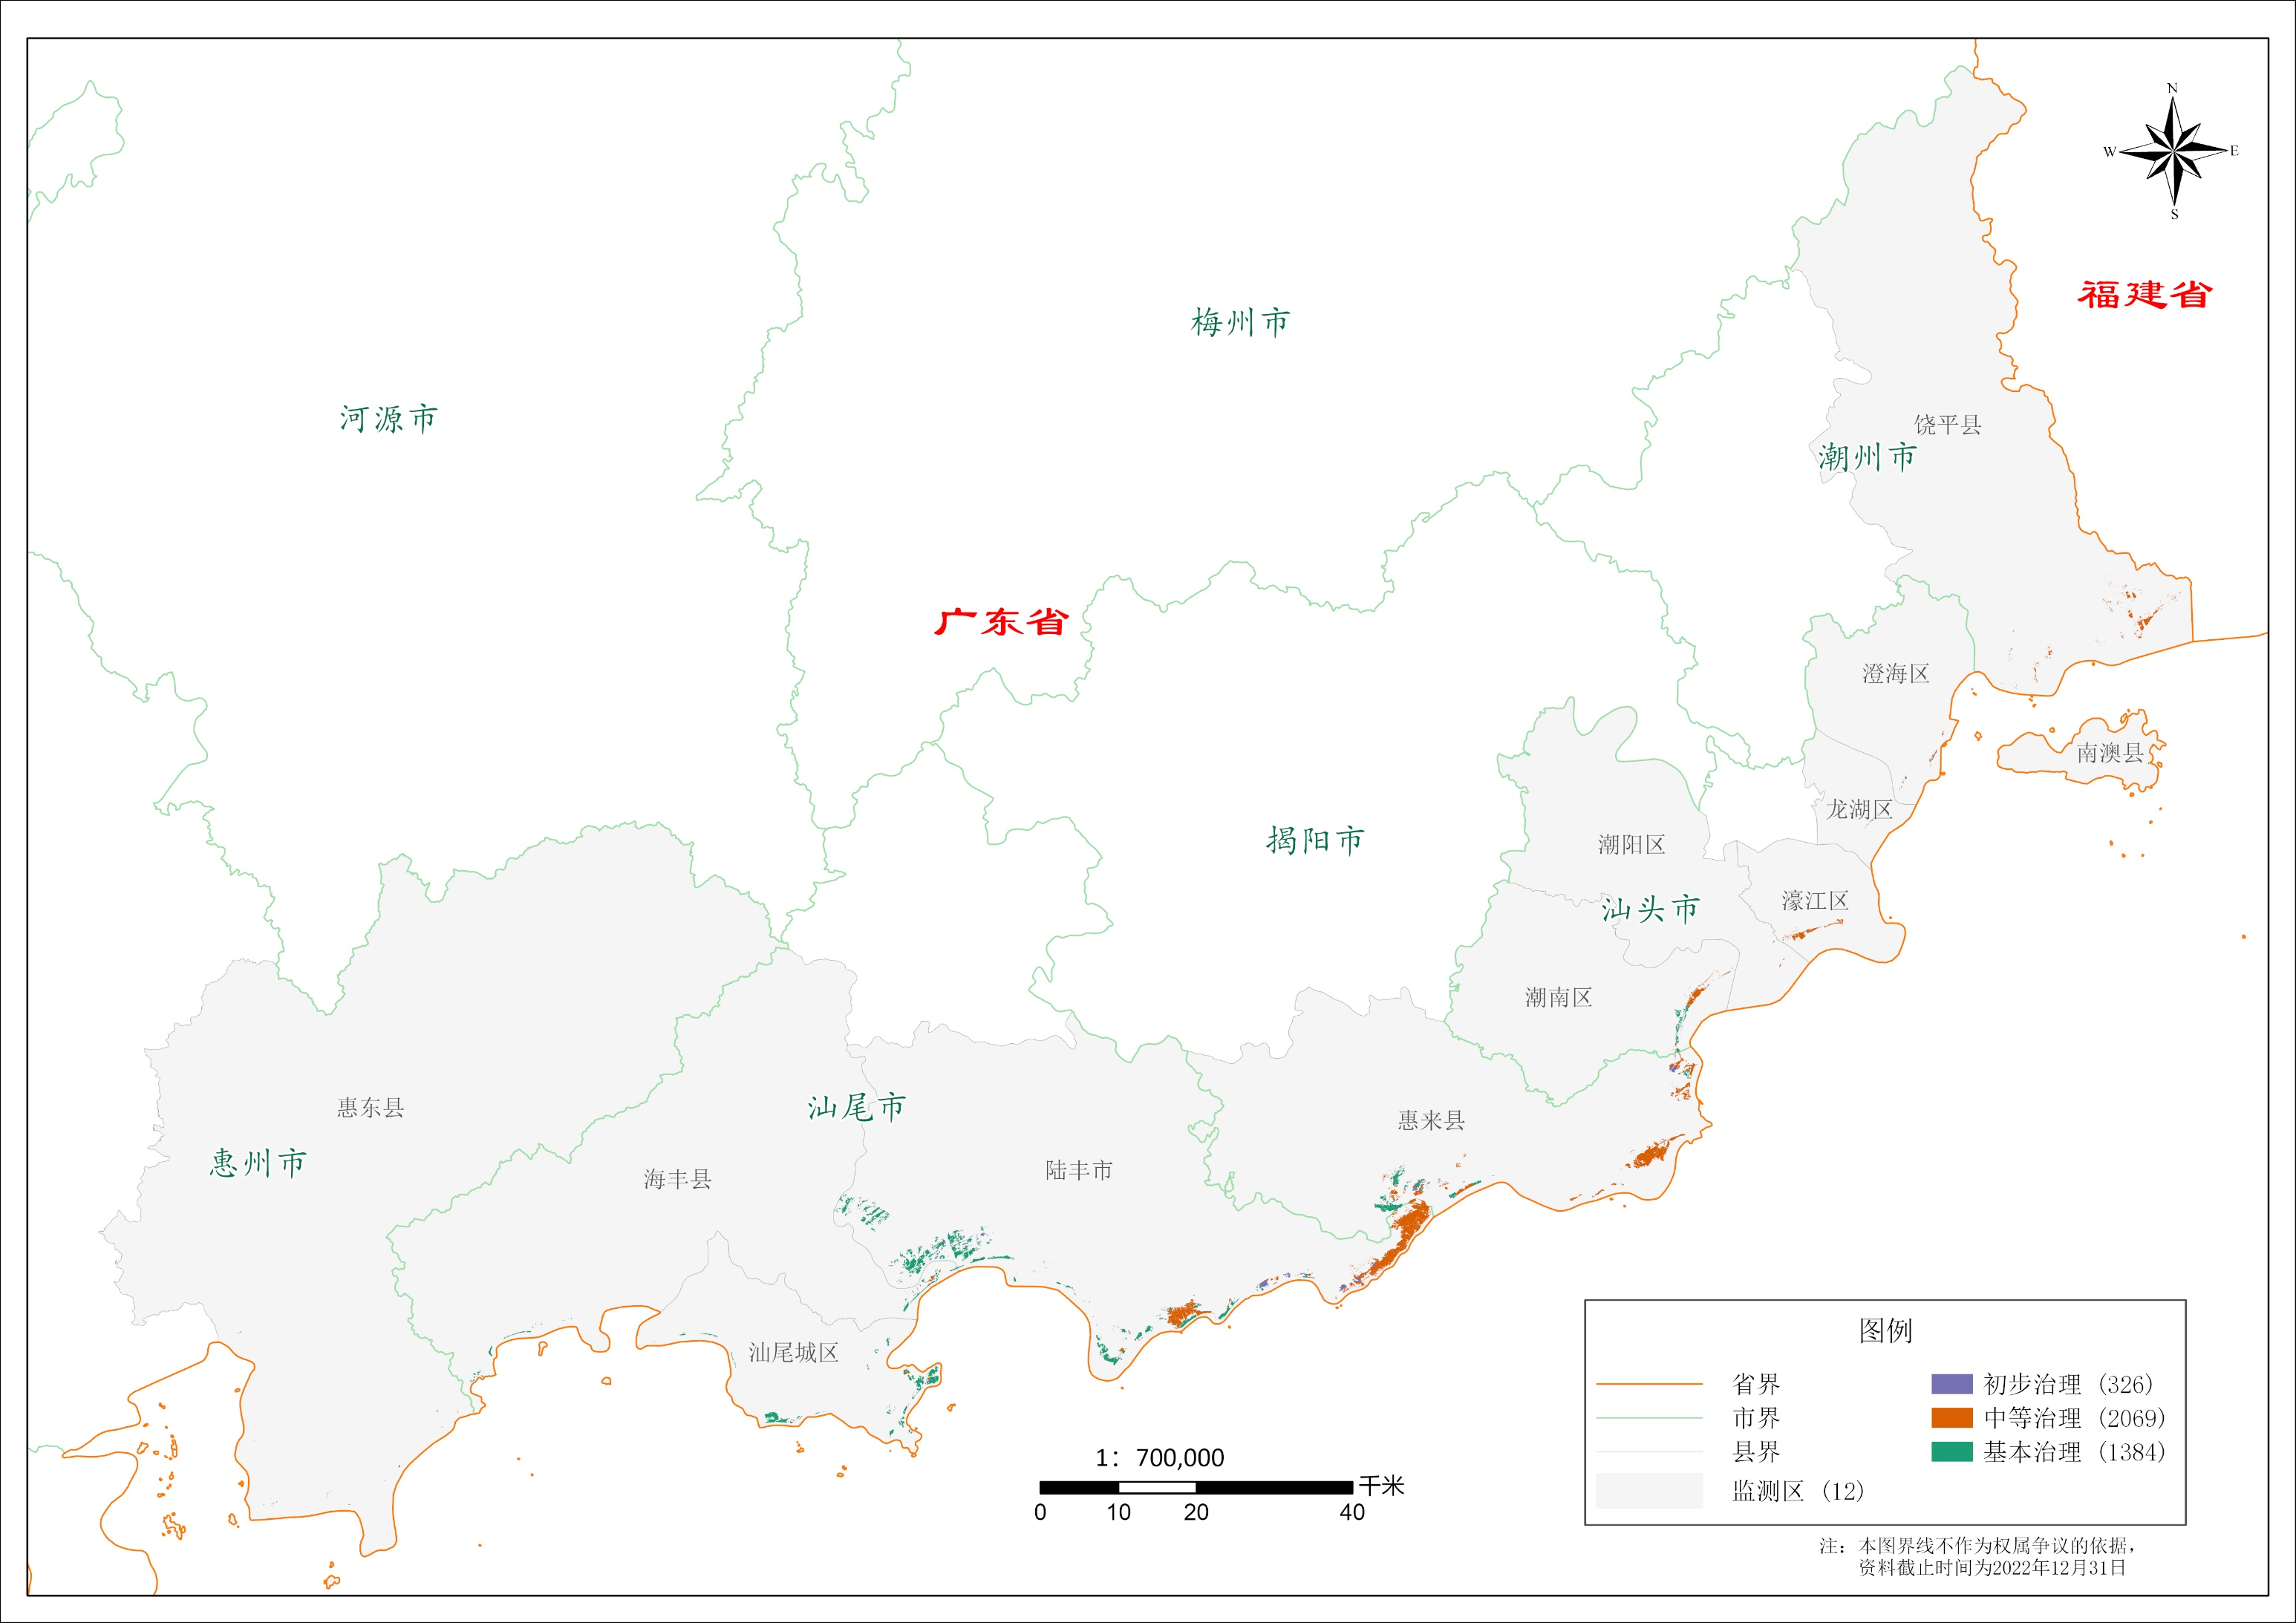 N
W
E
S
福建省
梅州市
河源市
饶平县
潮州市
广东省
澄海区
南澳县
龙湖区
揭阳市
潮阳区
濠江区
汕头市
潮南区
惠东县
汕尾市
惠来县
惠州市
海丰县
陆丰市
汕尾城区
1：700,000
千米
0 10 20 40
图例
省界
市界
县界
监测区（12）
初步治理（326）
中等治理（2069）
基本治理（1384）
注：本图界线不作为权属争议的依据，
资料截止时间为2022年12月31日